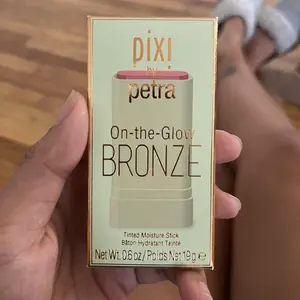 pixi
by
petra
On-the-Glow
BRONZE
Tinted Moisture Stick
Bâton Hydratant Teinté
Net Wt. 0.6 oz / Poids Net 19g ℮